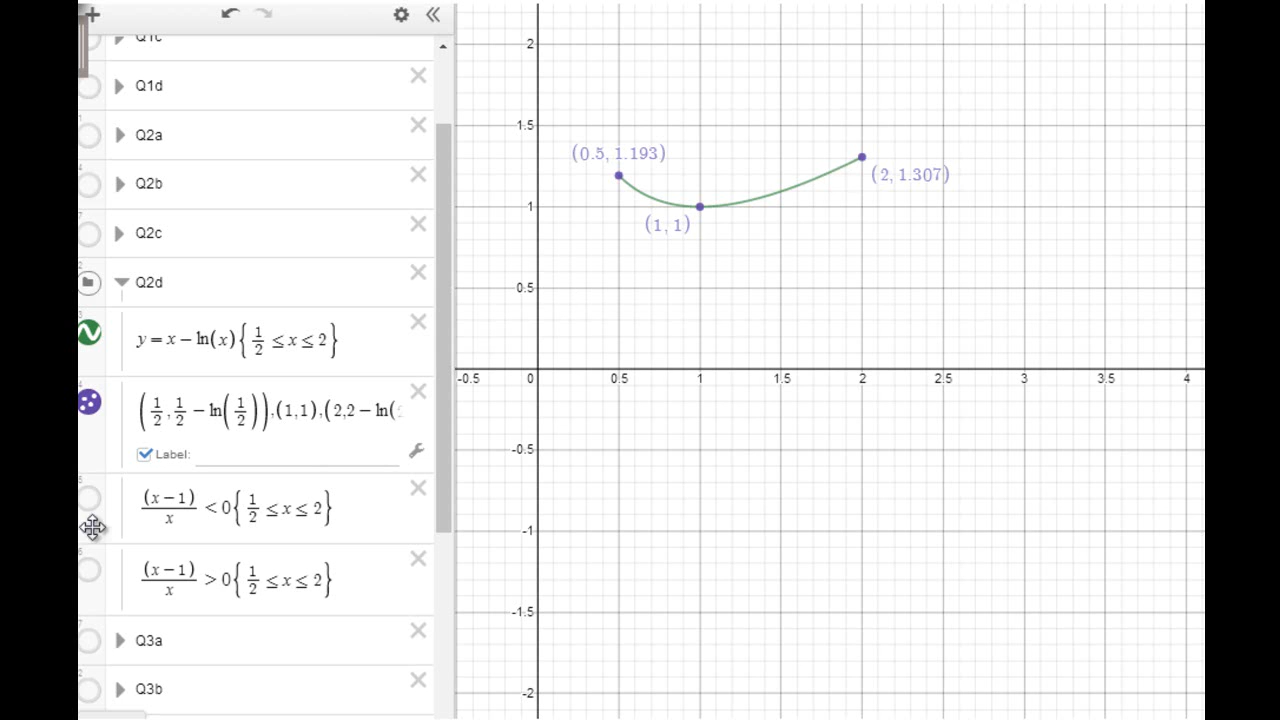 Q1c
Q1d
Q2a
Q2b
Q2c
Q2d
y = x − ln(x) { 1/2 ≤ x ≤ 2 }
( 1/2 , 1/2 − ln( 1/2 ) ) , (1,1) , (2,2 − ln(
Label:
(x − 1)/x < 0 { 1/2 ≤ x ≤ 2 }
(x − 1)/x > 0 { 1/2 ≤ x ≤ 2 }
Q3a
Q3b
2
1.5
(0.5, 1.193)
(2, 1.307)
1
(1, 1)
0.5
-0.5
0
0.5
1
1.5
2
2.5
3
3.5
4
-0.5
-1
-1.5
-2